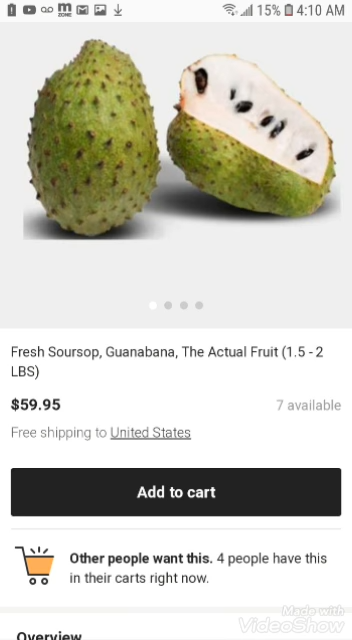 mZONE 15% 4:10 AM
Fresh Soursop, Guanabana, The Actual Fruit (1.5 - 2
LBS)
$59.95 7 available
Free shipping to United States
Add to cart
Other people want this. 4 people have this
in their carts right now.
Made with
VideoShow
Overview